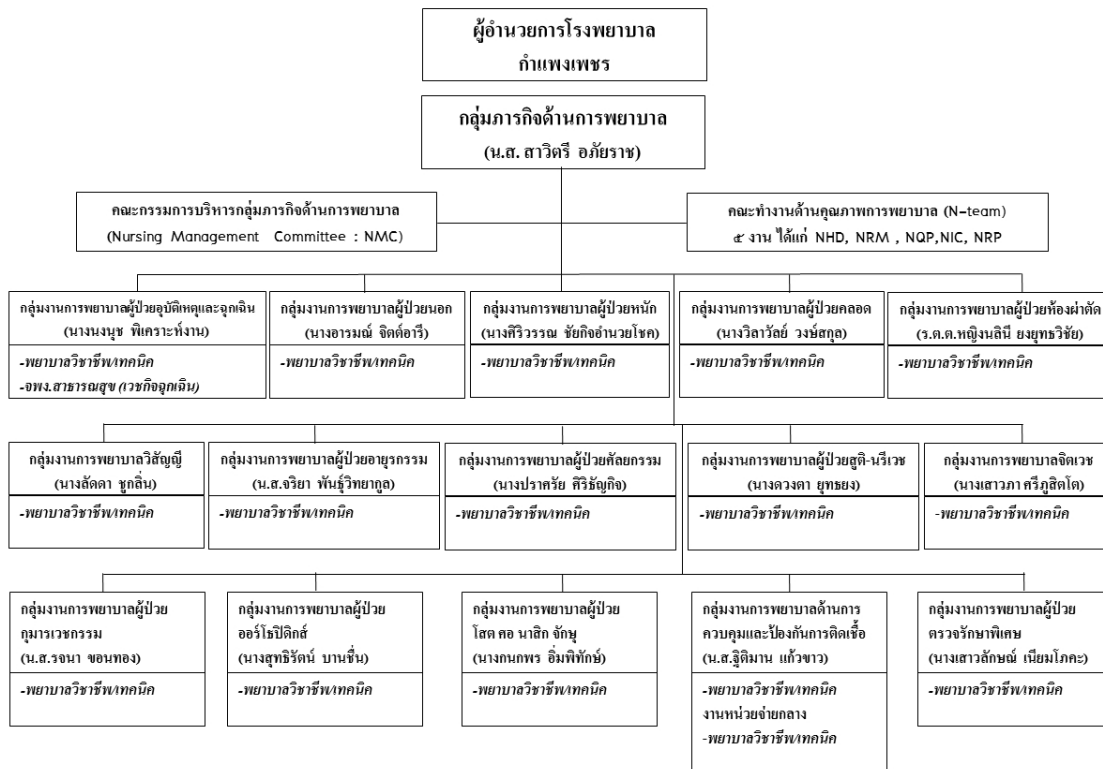 ผู้อำนวยการโรงพยาบาล
กำแพงเพชร
กลุ่มภารกิจด้านการพยาบาล
(น.ส. สาวิตรี อภัยราช)
คณะกรรมการบริหารกลุ่มภารกิจด้านการพยาบาล
(Nursing Management Committee : NMC)
คณะทำงานด้านคุณภาพการพยาบาล (N-team)
๕ งาน ได้แก่ NHD, NRM , NQP,NIC, NRP
กลุ่มงานการพยาบาลผู้ป่วยอุบัติเหตุและฉุกเฉิน
(นางนงนุช พิเคราะห์งาน)
-พยาบาลวิชาชีพ/เทคนิค
-จพง.สาธารณสุข (เวชกิจฉุกเฉิน)
กลุ่มงานการพยาบาลผู้ป่วยนอก
(นางอารมณ์ จิตต์อารี)
-พยาบาลวิชาชีพ/เทคนิค
กลุ่มงานการพยาบาลผู้ป่วยหนัก
(นางศิริวรรณ ชัยกิจอำนวยโชค)
-พยาบาลวิชาชีพ/เทคนิค
กลุ่มงานการพยาบาลผู้ป่วยคลอด
(นางวิลาวัลย์ วงษ์สกุล)
-พยาบาลวิชาชีพ/เทคนิค
กลุ่มงานการพยาบาลผู้ป่วยห้องผ่าตัด
(ร.ต.ต.หญิงนลินี ยงยุทธวิชัย)
-พยาบาลวิชาชีพ/เทคนิค
กลุ่มงานการพยาบาลวิสัญญี
(นางลัดดา ชูกลิ่น)
-พยาบาลวิชาชีพ/เทคนิค
กลุ่มงานการพยาบาลผู้ป่วยอายุรกรรม
(น.ส.จริยา พันธุ์วิทยากูล)
-พยาบาลวิชาชีพ/เทคนิค
กลุ่มงานการพยาบาลผู้ป่วยศัลยกรรม
(นางปราศรัย ศิริธัญกิจ)
-พยาบาลวิชาชีพ/เทคนิค
กลุ่มงานการพยาบาลผู้ป่วยสูติ-นรีเวช
(นางดวงตา ยุทธยง)
-พยาบาลวิชาชีพ/เทคนิค
กลุ่มงานการพยาบาลจิตเวช
(นางเสาวภา ศรีภูสิตโต)
-พยาบาลวิชาชีพ/เทคนิค
กลุ่มงานการพยาบาลผู้ป่วย
กุมารเวชกรรม
(น.ส.รจนา ขอนทอง)
-พยาบาลวิชาชีพ/เทคนิค
กลุ่มงานการพยาบาลผู้ป่วย
ออร์โธปิดิกส์
(นางสุทธิรัตน์ บานชื่น)
-พยาบาลวิชาชีพ/เทคนิค
กลุ่มงานการพยาบาลผู้ป่วย
โสต ศอ นาสิก จักษุ
(นางกนกพร อิ่มพิทักษ์)
-พยาบาลวิชาชีพ/เทคนิค
กลุ่มงานการพยาบาลด้านการ
ควบคุมและป้องกันการติดเชื้อ
(น.ส.ฐิติมาน แก้วขาว)
-พยาบาลวิชาชีพ/เทคนิค
งานหน่วยจ่ายกลาง
-พยาบาลวิชาชีพ/เทคนิค
กลุ่มงานการพยาบาลผู้ป่วย
ตรวจรักษาพิเศษ
(นางเสาวลักษณ์ เนียมโภคะ)
-พยาบาลวิชาชีพ/เทคนิค